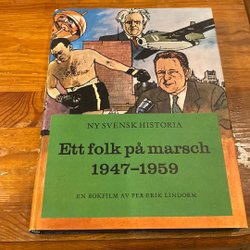 NY SVENSK HISTORIA
Ett folk på marsch
1947–1959
EN BOKFILM AV PER-ERIK LINDORM